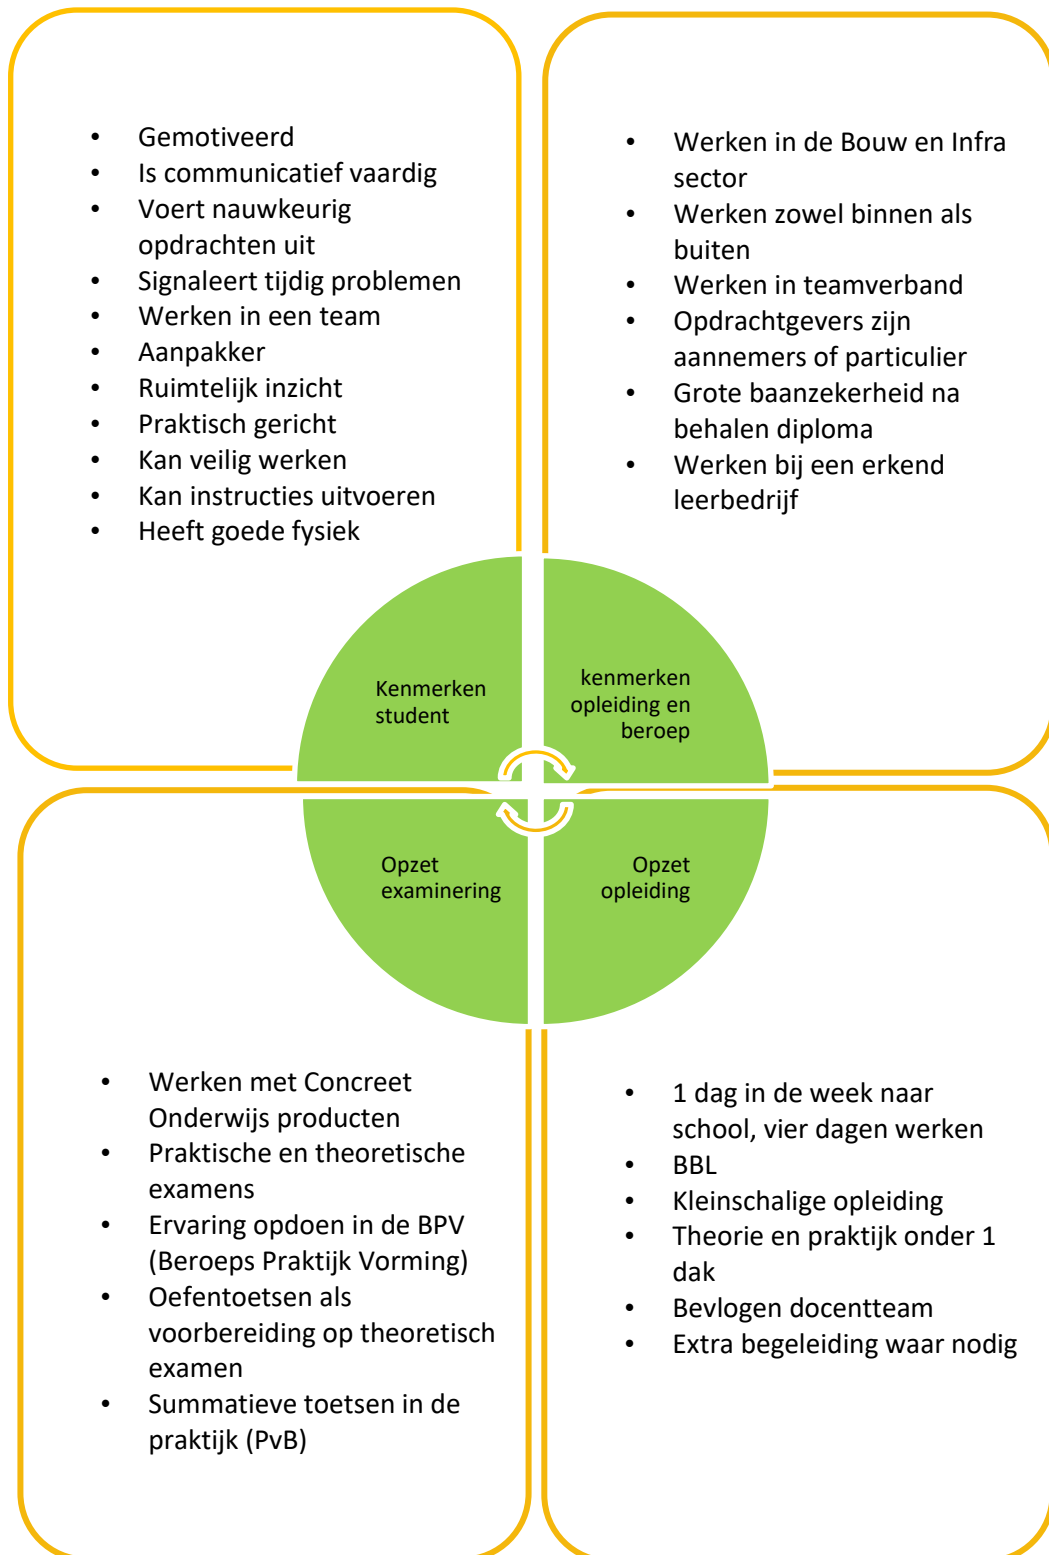 • Gemotiveerd
• Is communicatief vaardig
• Voert nauwkeurig
opdrachten uit
• Signaleert tijdig problemen
• Werken in een team
• Aanpakker
• Ruimtelijk inzicht
• Praktisch gericht
• Kan veilig werken
• Kan instructies uitvoeren
• Heeft goede fysiek
• Werken in de Bouw en Infra
sector
• Werken zowel binnen als
buiten
• Werken in teamverband
• Opdrachtgevers zijn
aannemers of particulier
• Grote baanzekerheid na
behalen diploma
• Werken bij een erkend
leerbedrijf
Kenmerken
student
kenmerken
opleiding en
beroep
Opzet
examinering
Opzet
opleiding
• Werken met Concreet
Onderwijs producten
• Praktische en theoretische
examens
• Ervaring opdoen in de BPV
(Beroeps Praktijk Vorming)
• Oefentoetsen als
voorbereiding op theoretisch
examen
• Summatieve toetsen in de
praktijk (PvB)
• 1 dag in de week naar
school, vier dagen werken
• BBL
• Kleinschalige opleiding
• Theorie en praktijk onder 1
dak
• Bevlogen docentteam
• Extra begeleiding waar nodig